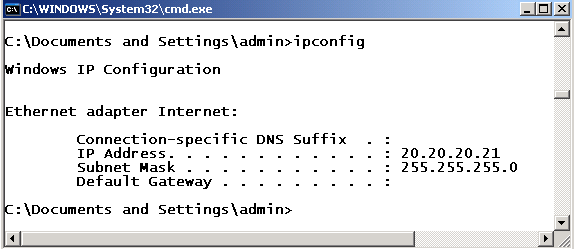 C:\WINDOWS\System32\cmd.exe
C:\Documents and Settings\admin>ipconfig
Windows IP Configuration
Ethernet adapter Internet:
Connection-specific DNS Suffix . :
IP Address. . . . . . . . . . . . : 20.20.20.21
Subnet Mask . . . . . . . . . . . : 255.255.255.0
Default Gateway . . . . . . . . . :
C:\Documents and Settings\admin>